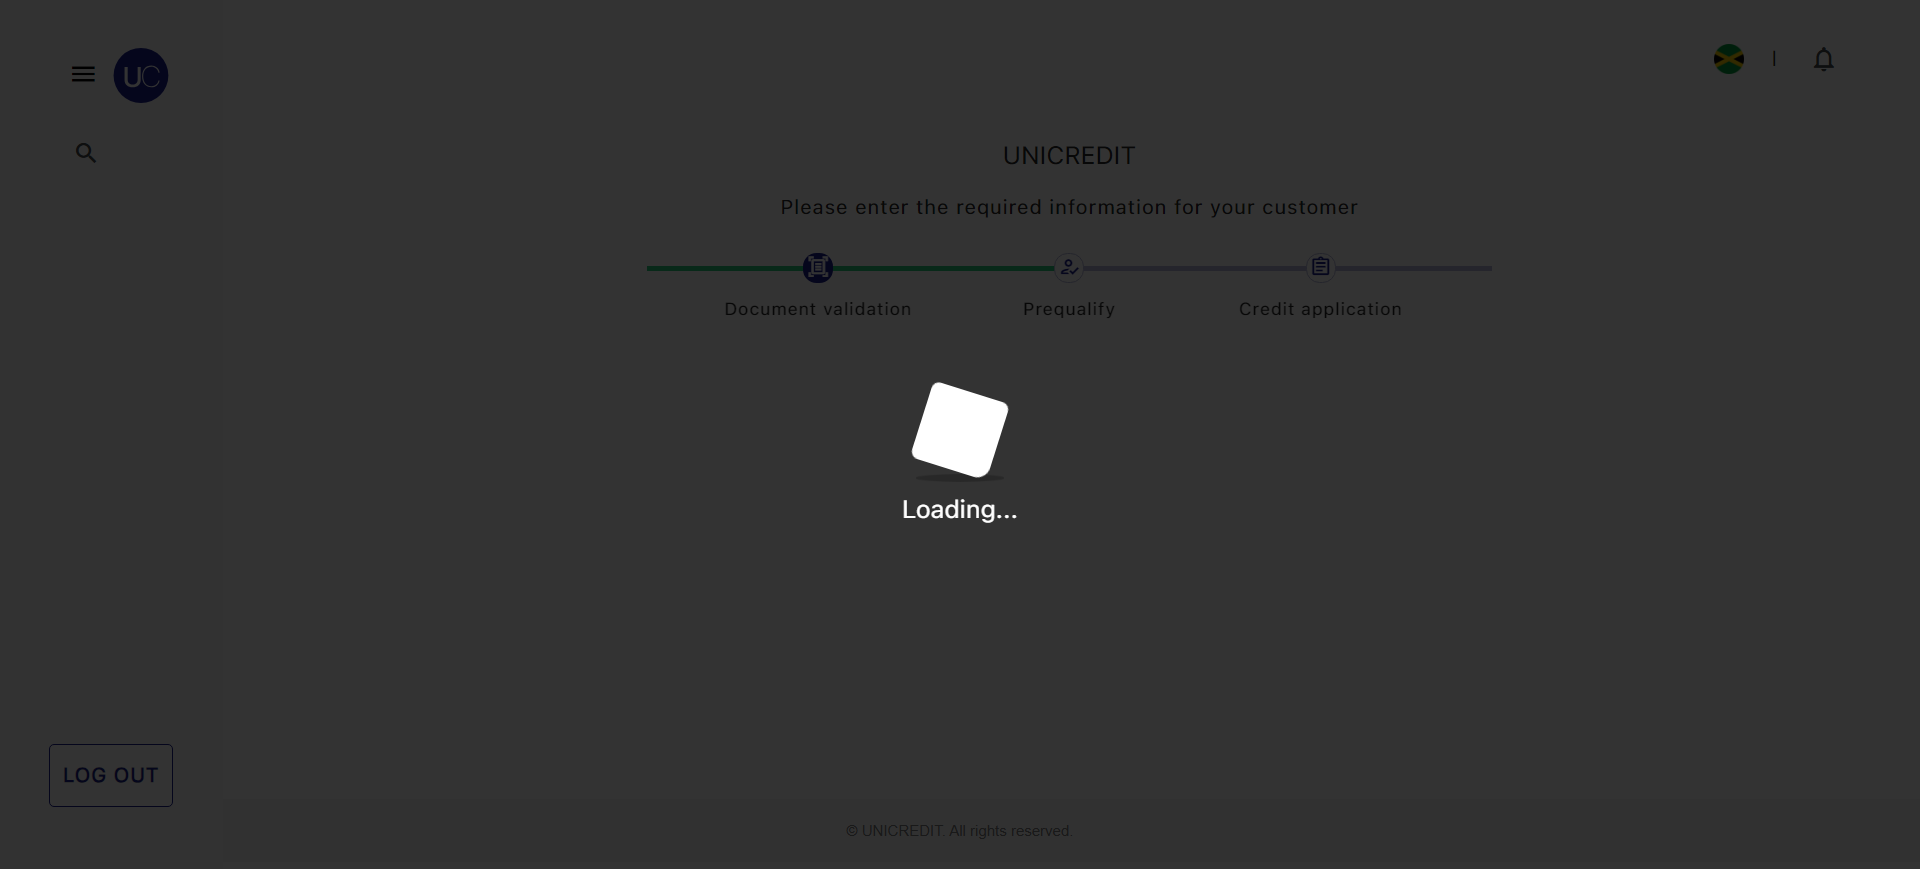 UC
UNICREDIT
Please enter the required information for your customer
Document validation
Prequalify
Credit application
Loading...
LOG OUT
© UNICREDIT. All rights reserved.